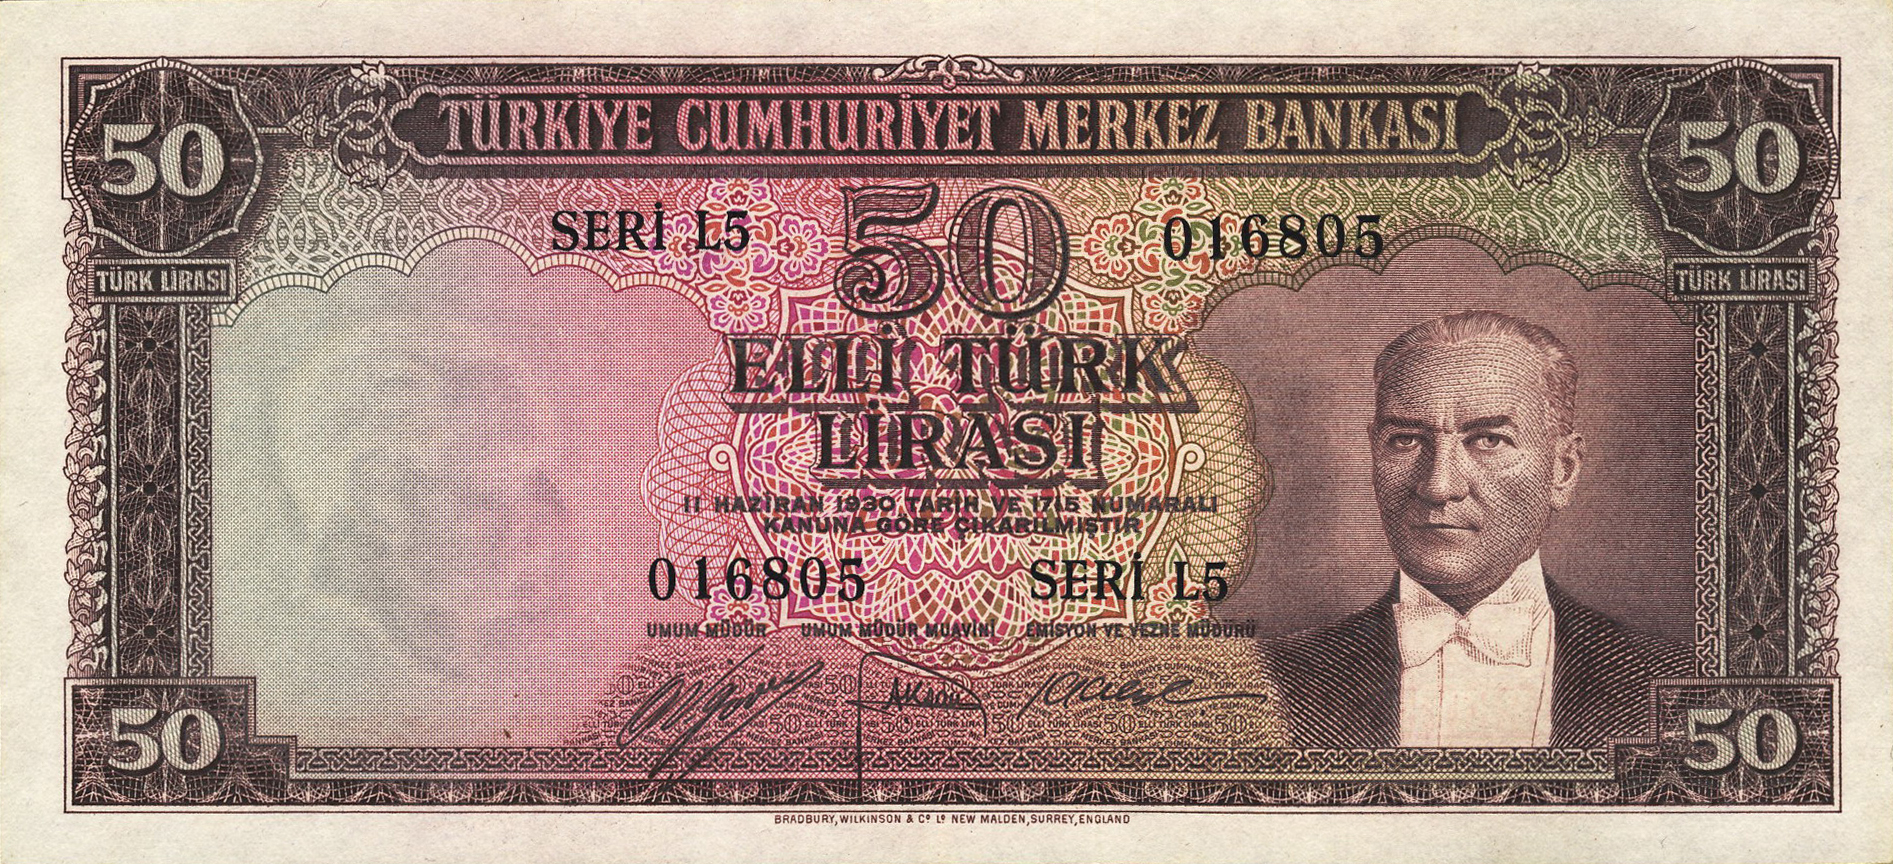 TÜRKİYE CUMHURİYET MERKEZ BANKASI
50
50
SERİ L5
50
016805
TÜRK LİRASI
TÜRK LİRASI
ELLİ TÜRK
LİRASI
11 HAZİRAN 1930 TARİH VE 1715 NUMARALI
KANUNA GÖRE ÇIKARILMIŞTIR
016805
SERİ L5
UMUM MÜDÜR
UMUM MÜDÜR MUAVİNİ
EMİSYON VE VEZNE MÜDÜRÜ
50
50
BRADBURY, WILKINSON & Cº Lº NEW MALDEN, SURREY, ENGLAND